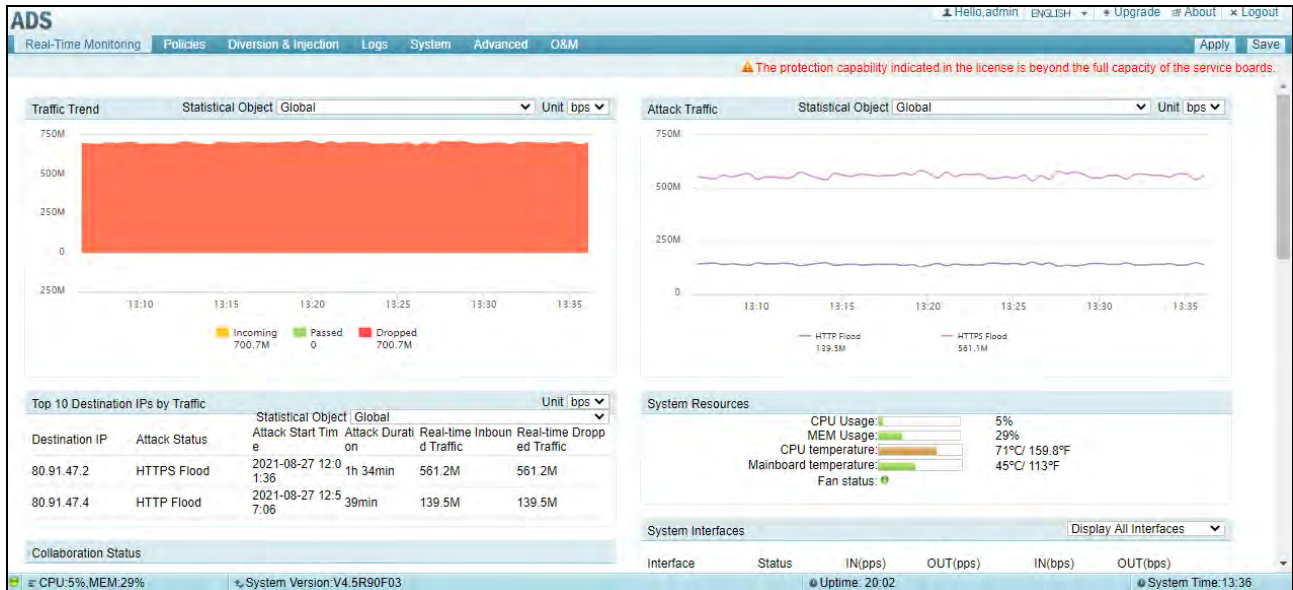 Hello,admin ENGLISH Upgrade About Logout
ADS
Real-Time Monitoring Policies Diversion & Injection Logs System Advanced O&M Apply Save
The protection capability indicated in the license is beyond the full capacity of the service boards.
Traffic Trend Statistical Object Global Unit bps
750M
500M
250M
0
250M
13:10 13:15 13:20 13:25 13:30 13:35
Incoming Passed Dropped
700.7M 0 700.7M
Attack Traffic Statistical Object Global Unit bps
750M
500M
250M
0
13:10 13:15 13:20 13:25 13:30 13:35
HTTP Flood HTTPS Flood
139.5M 561.1M
Top 10 Destination IPs by Traffic Unit bps
Statistical Object Global
Destination IP Attack Status Attack Start Tim Attack Durati Real-time Inboun Real-time Dropp
e on d Traffic ed Traffic
80.91.47.2 HTTPS Flood 2021-08-27 12:0 1h 34min 561.2M 561.2M
1:36
80.91.47.4 HTTP Flood 2021-08-27 12:5 39min 139.5M 139.5M
7:06
Collaboration Status
System Resources
CPU Usage: 5%
MEM Usage: 29%
CPU temperature: 71°C/ 159.8°F
Mainboard temperature: 45°C/ 113°F
Fan status:
System Interfaces Display All Interfaces
Interface Status IN(pps) OUT(pps) IN(bps) OUT(bps)
CPU:5%,MEM:29% System Version:V4.5R90F03 Uptime: 20:02 System Time:13:36